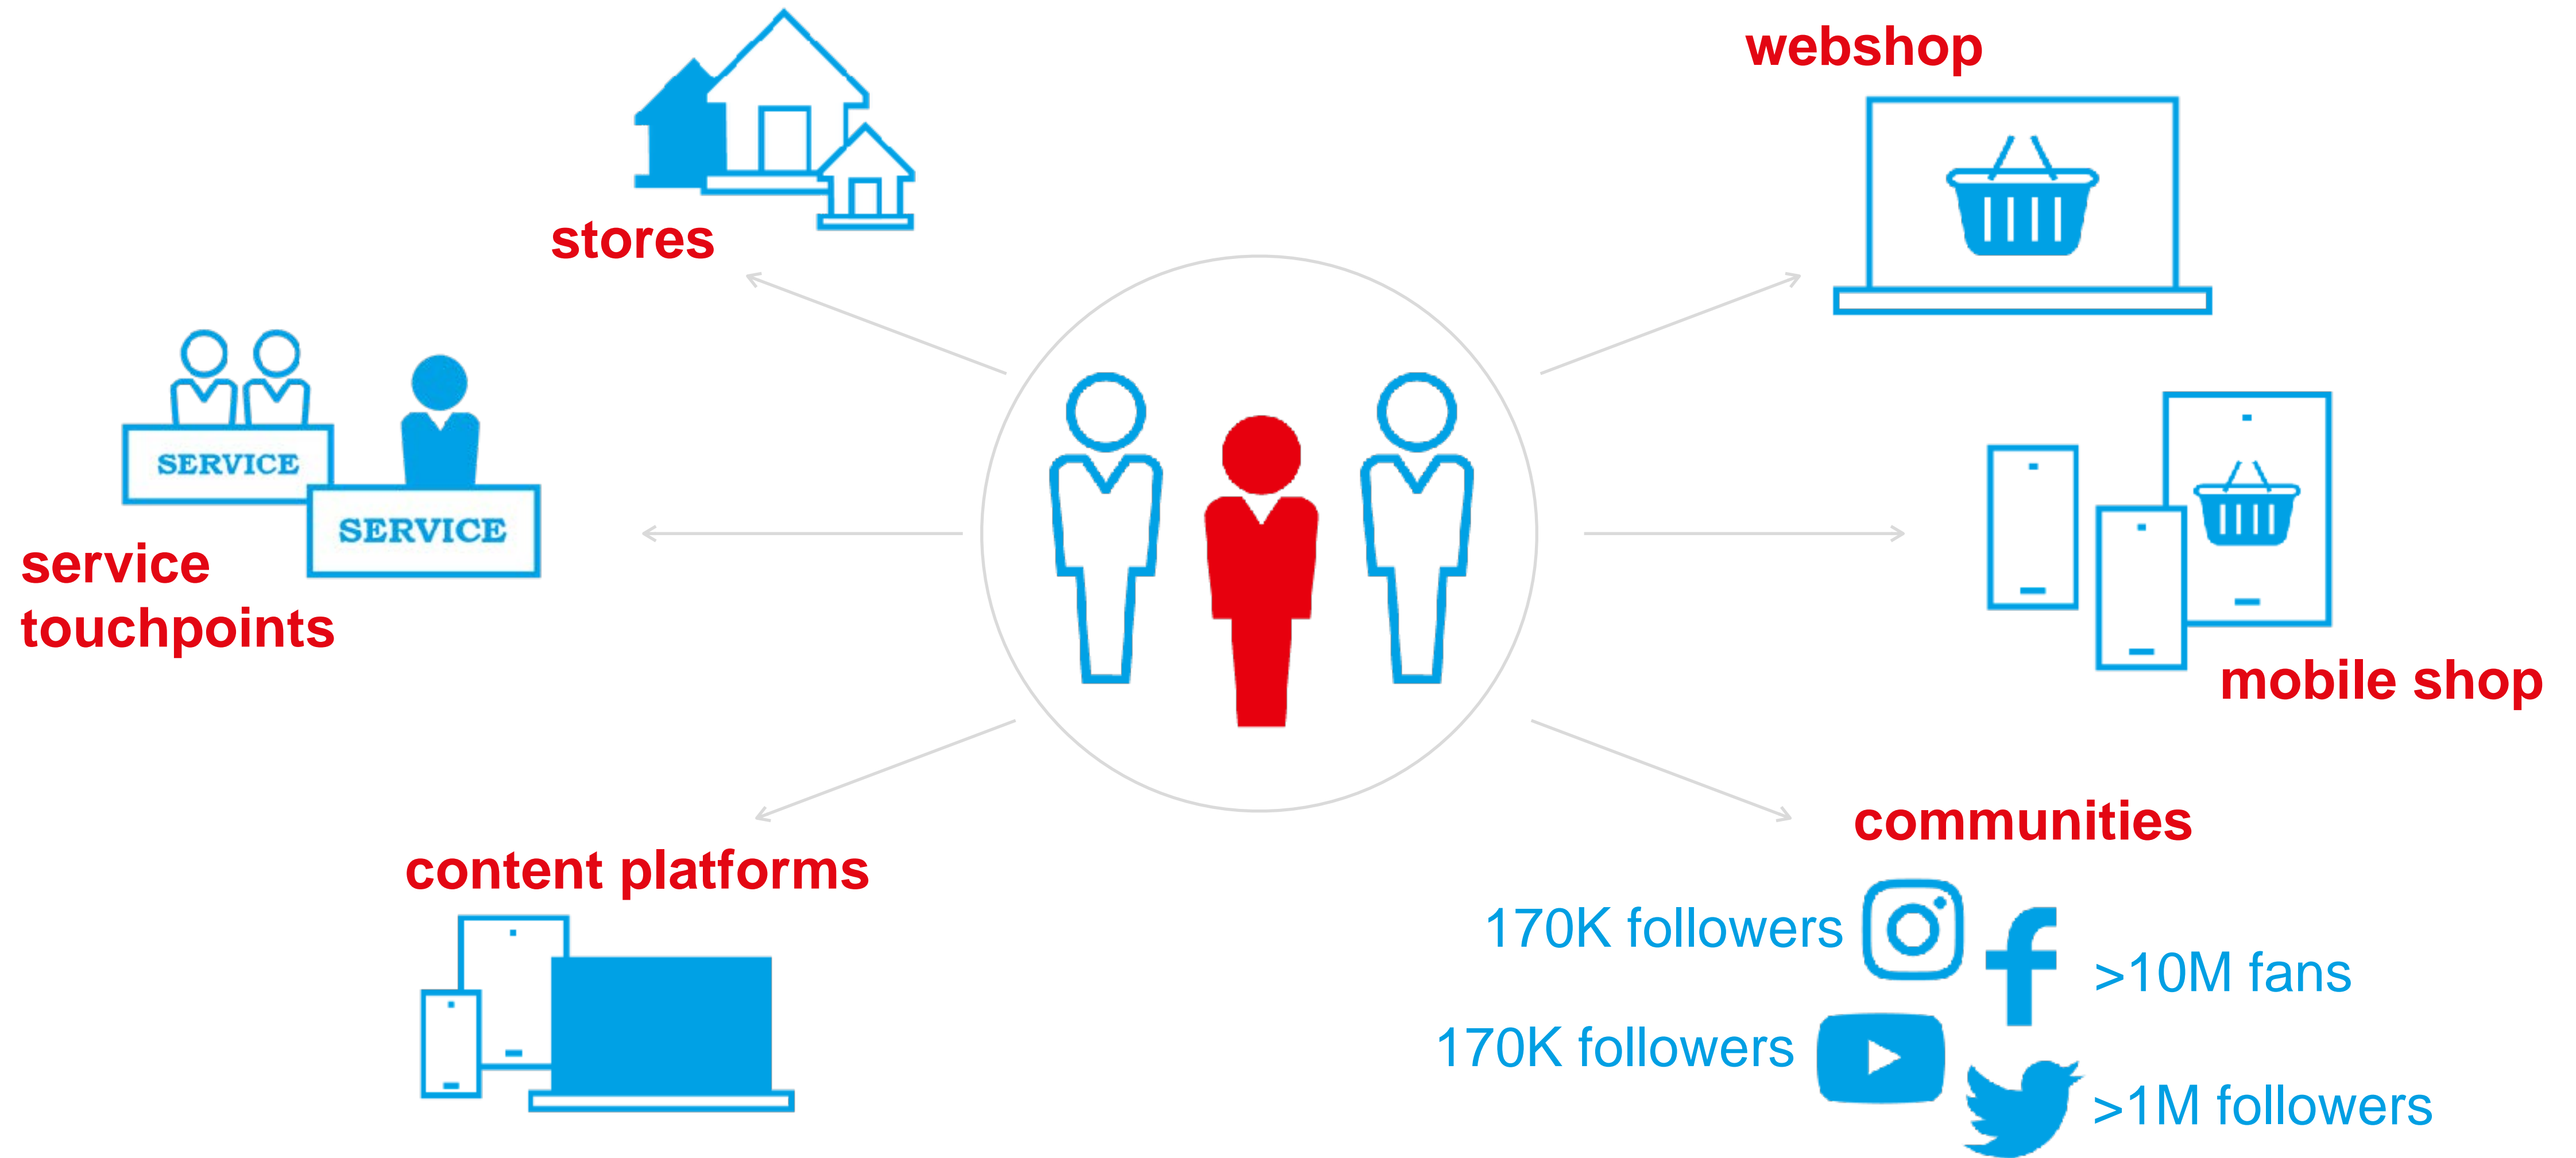 webshop
stores
SERVICE
SERVICE
service
touchpoints
mobile shop
communities
content platforms
170K followers
>10M fans
170K followers
>1M followers